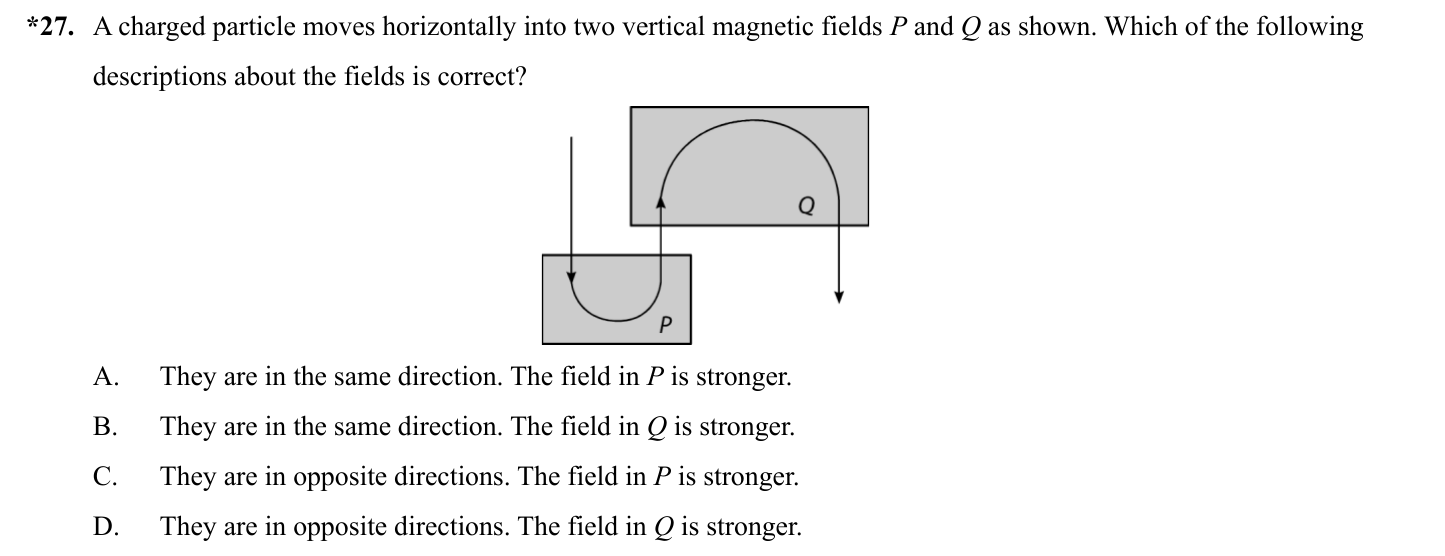 *27. A charged particle moves horizontally into two vertical magnetic fields P and Q as shown. Which of the following
descriptions about the fields is correct?
Q
P
A. They are in the same direction. The field in P is stronger.
B. They are in the same direction. The field in Q is stronger.
C. They are in opposite directions. The field in P is stronger.
D. They are in opposite directions. The field in Q is stronger.